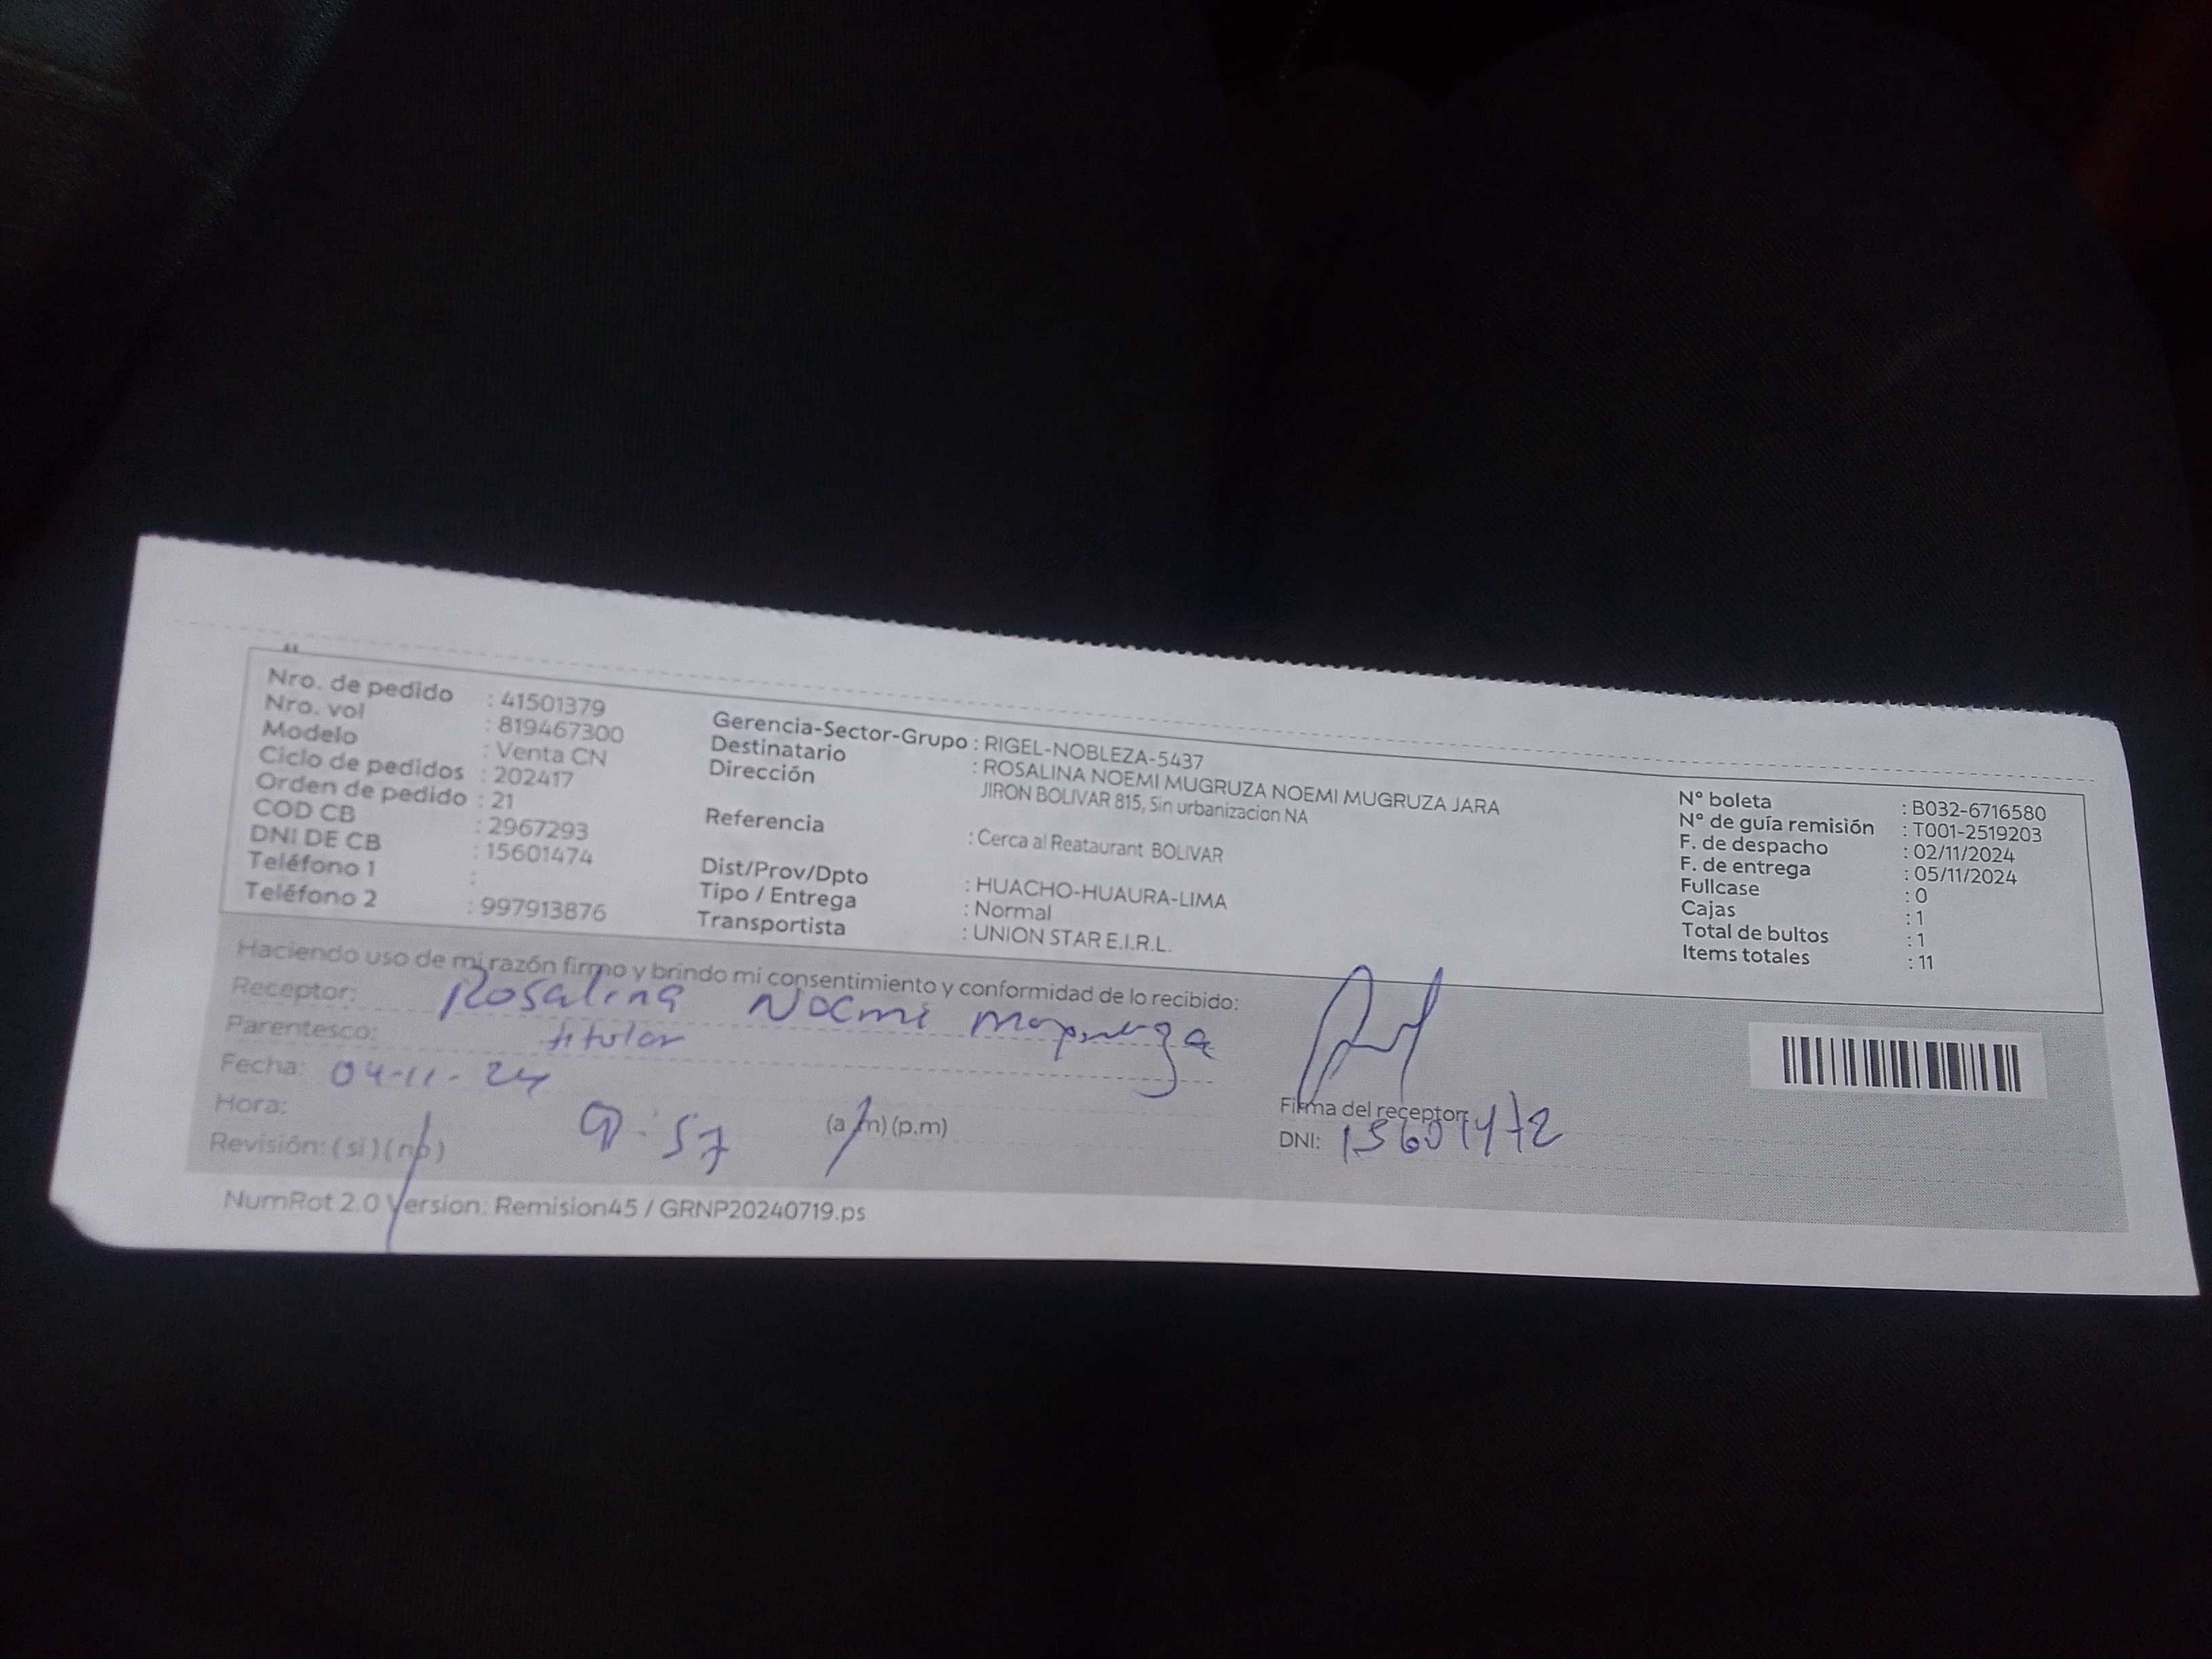 Nro. de pedido : 41501379
Nro. vol : 819467300
Modelo : Venta CN
Ciclo de pedidos : 202417
Orden de pedido : 21
COD CB : 2967293
DNI DE CB : 15601474
Teléfono 1 :
Teléfono 2 : 997913876
Gerencia-Sector-Grupo : RIGEL-NOBLEZA-5437
Destinatario : ROSALINA NOEMI MUGRUZA NOEMI MUGRUZA JARA
Dirección JIRON BOLIVAR 815, Sin urbanizacion NA
Referencia : Cerca al Reataurant BOLIVAR
Dist/Prov/Dpto : HUACHO-HUAURA-LIMA
Tipo / Entrega : Normal
Transportista : UNION STAR E.I.R.L.
N° boleta : B032-6716580
N° de guía remisión : T001-2519203
F. de despacho : 02/11/2024
F. de entrega : 05/11/2024
Fullcase : 0
Cajas : 1
Total de bultos : 1
Items totales : 11
Haciendo uso de mi razón firmo y brindo mi consentimiento y conformidad de lo recibido:
Receptor: Rosalina Noemi
Parentesco: titular
Fecha: 04-11-24
Hora: 9:57 (a.m) (p.m)
Revisión: (si) (no)
Firma del receptor:
DNI:
NumRot 2.0 Version: Remision45 / GRNP20240719.ps